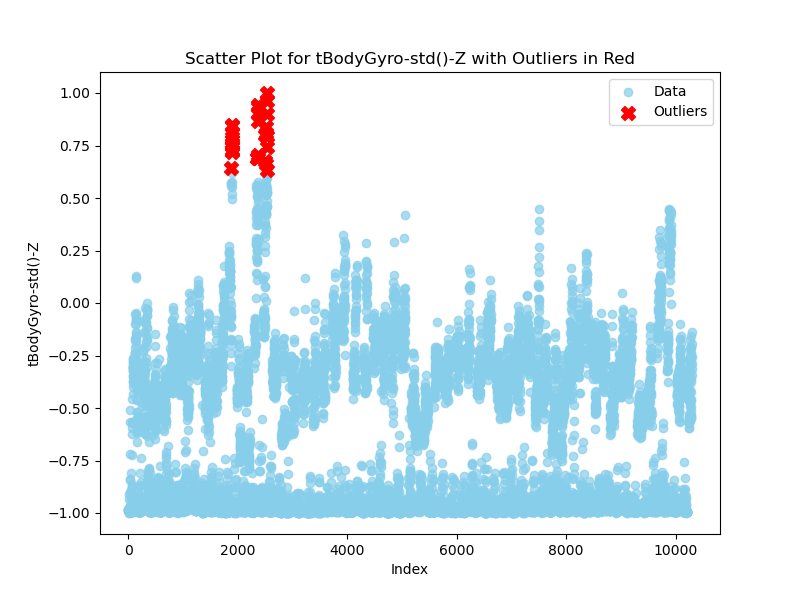 Scatter Plot for tBodyGyro-std()-Z with Outliers in Red
Data
Outliers
1.00
0.75
0.50
0.25
0.00
−0.25
−0.50
−0.75
−1.00
tBodyGyro-std()-Z
0 2000 4000 6000 8000 10000
Index